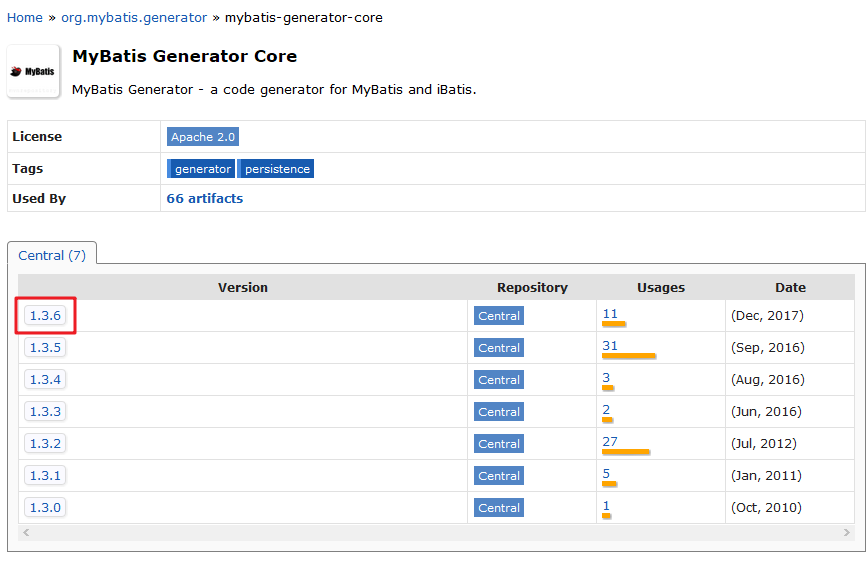 Home » org.mybatis.generator » mybatis-generator-core
MyBatis
MyBatis Generator Core
MyBatis Generator - a code generator for MyBatis and iBatis.
License Apache 2.0
Tags generator persistence
Used By 66 artifacts
Central (7)
Version Repository Usages Date
1.3.6 Central 11 (Dec, 2017)
1.3.5 Central 31 (Sep, 2016)
1.3.4 Central 3 (Aug, 2016)
1.3.3 Central 2 (Jun, 2016)
1.3.2 Central 27 (Jul, 2012)
1.3.1 Central 5 (Jan, 2011)
1.3.0 Central 1 (Oct, 2010)